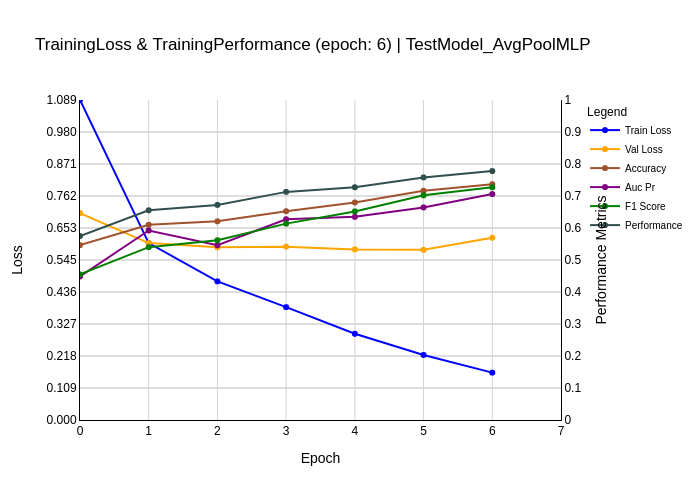 TrainingLoss & TrainingPerformance (epoch: 6) | TestModel_AvgPoolMLP
1.089
0.980
0.871
0.762
0.653
0.545
0.436
0.327
0.218
0.109
0.000
Loss
0
1
2
3
4
5
6
7
Epoch
1
0.9
0.8
0.7
0.6
0.5
0.4
0.3
0.2
0.1
0
Performance Metrics
Legend
Train Loss
Val Loss
Accuracy
Auc Pr
F1 Score
Performance